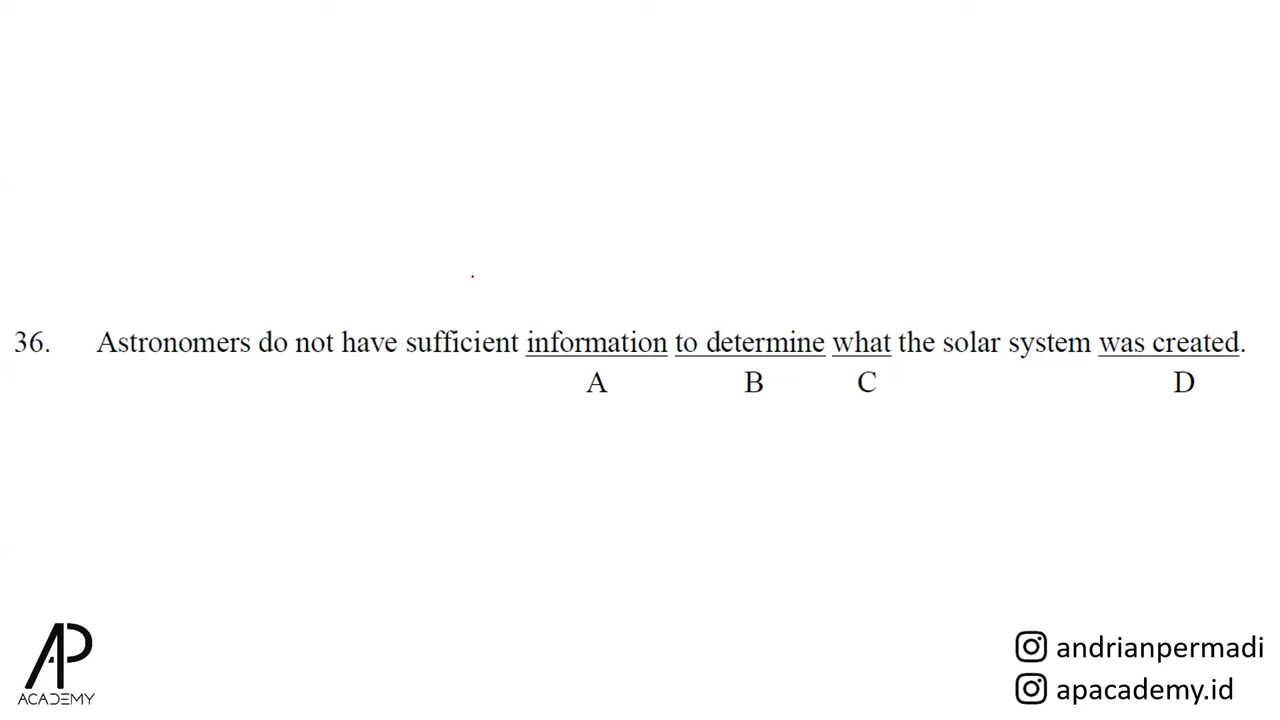 36. Astronomers do not have sufficient information to determine what the solar system was created.
A B C D
AP
ACADEMY
andrianpermadi
apacademy.id